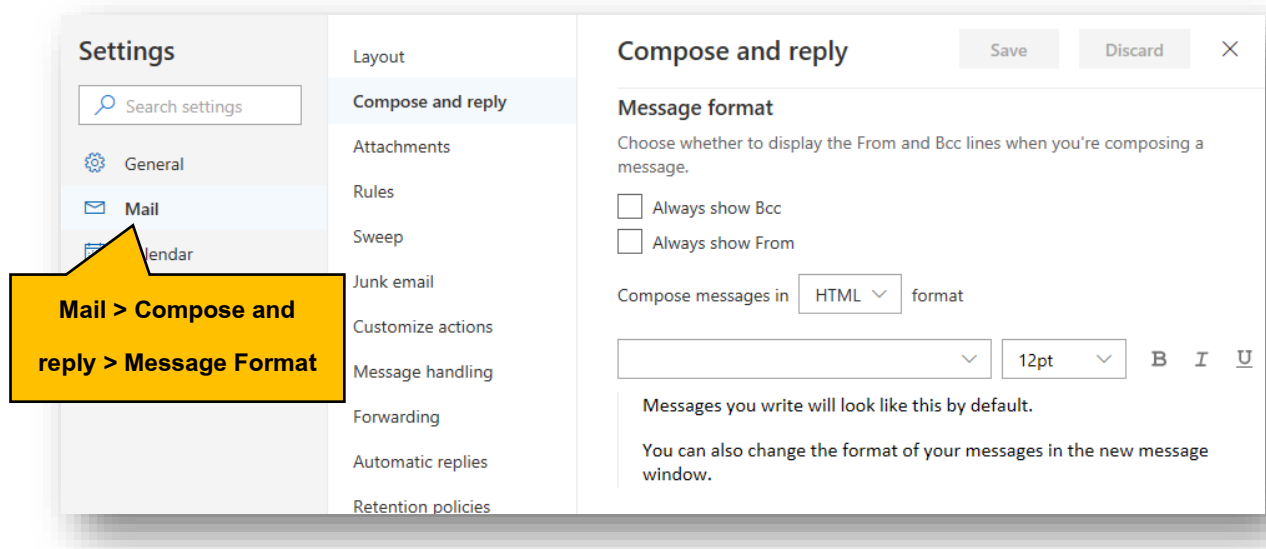 Settings
Search settings
General
Mail
lendar
Mail > Compose and
reply > Message Format
Layout
Compose and reply
Attachments
Rules
Sweep
Junk email
Customize actions
Message handling
Forwarding
Automatic replies
Retention policies
Compose and reply
Save
Discard
Message format
Choose whether to display the From and Bcc lines when you're composing a
message.
Always show Bcc
Always show From
Compose messages in HTML format
12pt B I U
Messages you write will look like this by default.
You can also change the format of your messages in the new message
window.